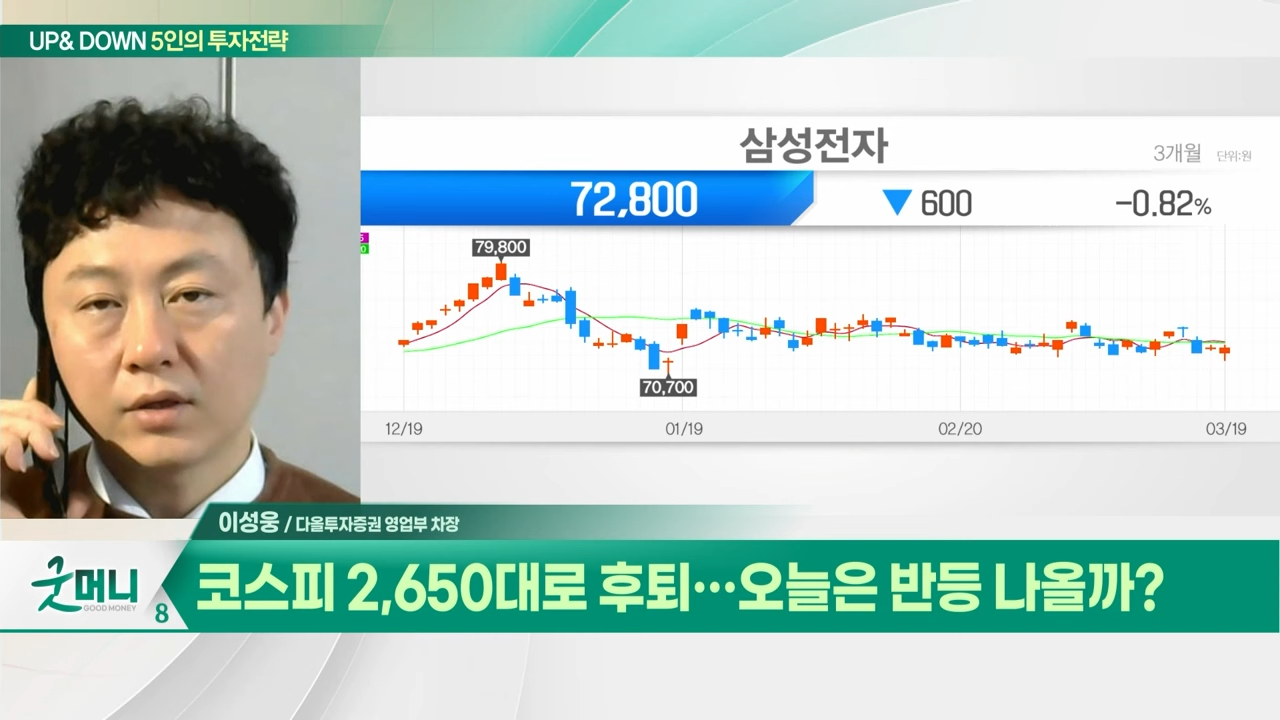 UP& DOWN 5인의 투자전략
삼성전자
3개월 단위:원
72,800 ▼ 600 -0.82%
79,800
70,700
12/19 01/19 02/20 03/19
이성웅 / 다올투자증권 영업부 차장
굿머니
GOOD MONEY
8
코스피 2,650대로 후퇴…오늘은 반등 나올까?